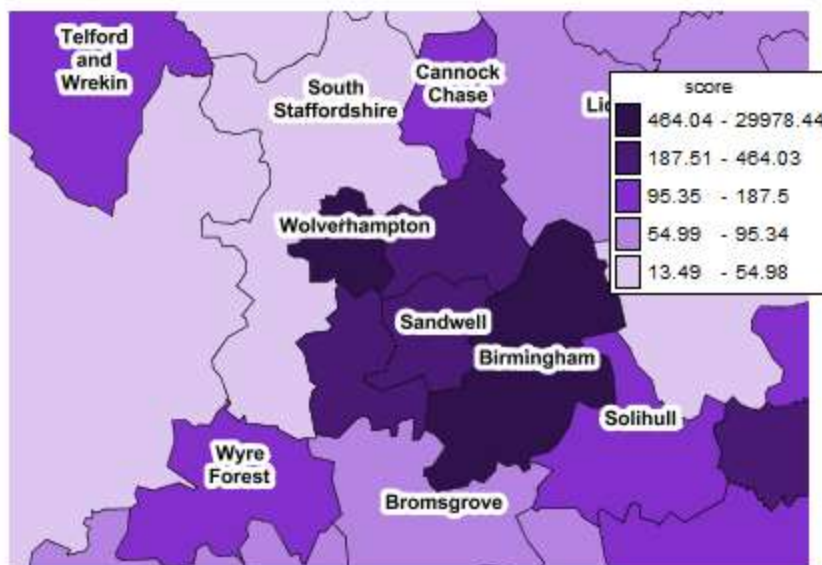 Telford
and
Wrekin
South
Staffordshire
Cannock
Chase
score
464.04 - 29978.44
187.51 - 464.03
95.35 - 187.5
54.99 - 95.34
13.49 - 54.98
Wolverhampton
Sandwell
Birmingham
Solihull
Wyre
Forest
Bromsgrove